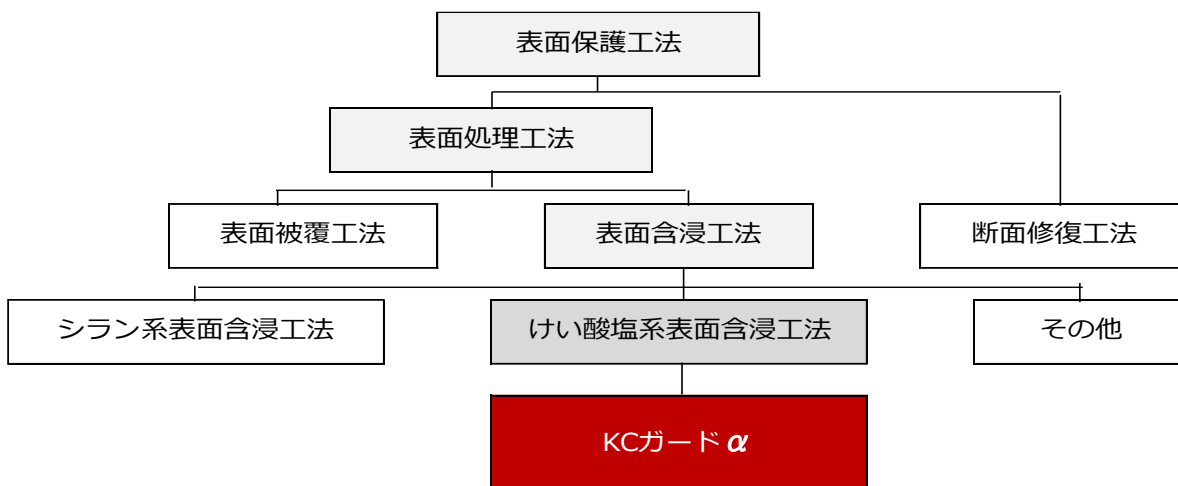 表面保護工法
表面処理工法
表面被覆工法
表面含浸工法
断面修復工法
シラン系表面含浸工法
けい酸塩系表面含浸工法
その他
KCガードα